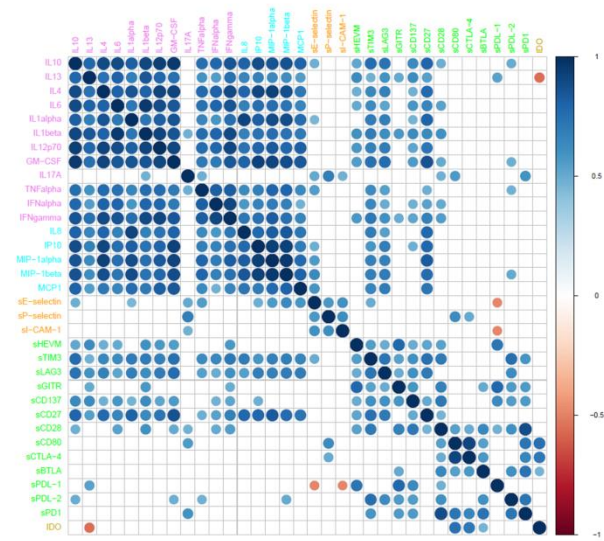 IL10 IL13 IL4 IL6 IL1alpha IL1beta IL12p70 GM-CSF IL17A TNFalpha IFNalpha IFNgamma IL8 IP10 MIP-1alpha MIP-1beta MCP1 sE-selectin sP-selectin sI-CAM-1 sHEVM sTIM3 sLAG3 sGITR sCD137 sCD27 sCD28 sCD80 sCTLA-4 sBTLA sPDL-1 sPDL-2 sPD1 IDO
IL10
IL13
IL4
IL6
IL1alpha
IL1beta
IL12p70
GM-CSF
IL17A
TNFalpha
IFNalpha
IFNgamma
IL8
IP10
MIP-1alpha
MIP-1beta
MCP1
sE-selectin
sP-selectin
sI-CAM-1
sHEVM
sTIM3
sLAG3
sGITR
sCD137
sCD27
sCD28
sCD80
sCTLA-4
sBTLA
sPDL-1
sPDL-2
sPD1
IDO
1
0.5
0
-0.5
-1